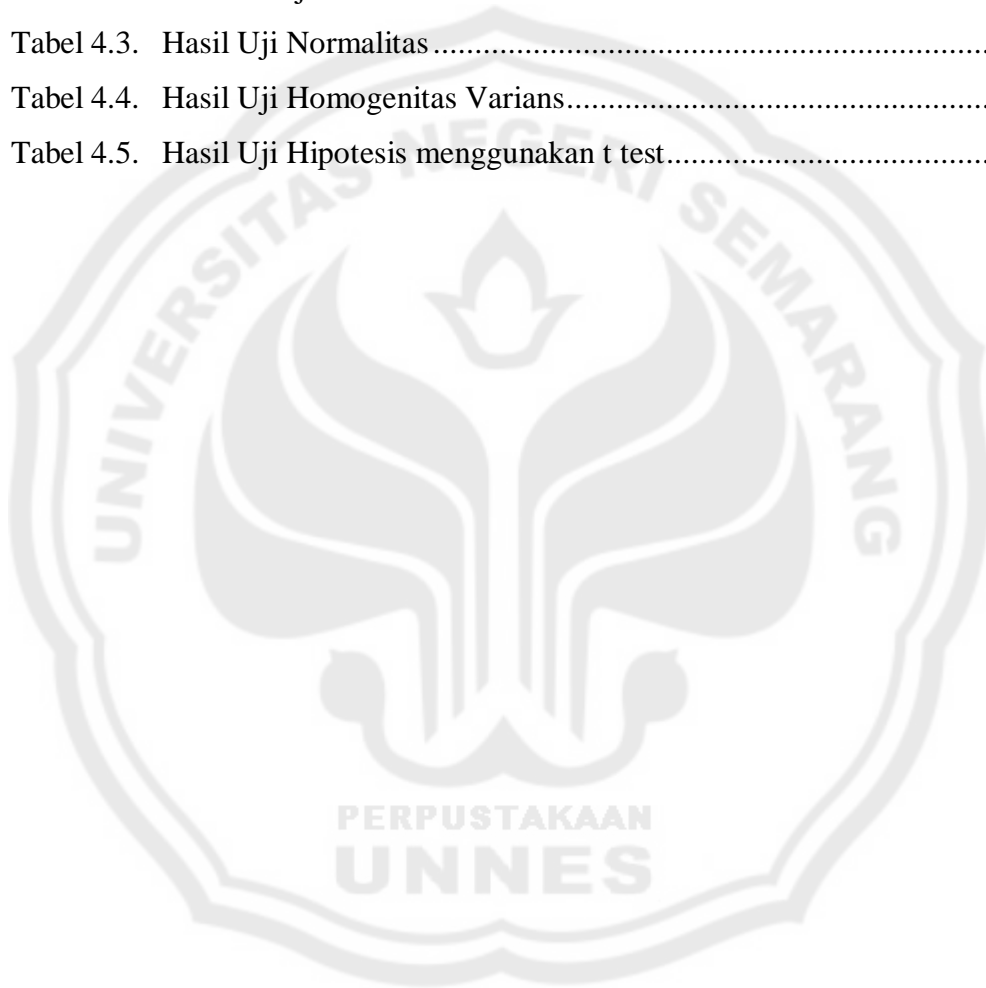 Tabel 4.3. Hasil Uji Normalitas........................................................................
Tabel 4.4. Hasil Uji Homogenitas Varians.....................................................
Tabel 4.5. Hasil Uji Hipotesis menggunakan t test........................................
UNIVERSITAS NEGERI SEMARANG
PERPUSTAKAAN
UNNES